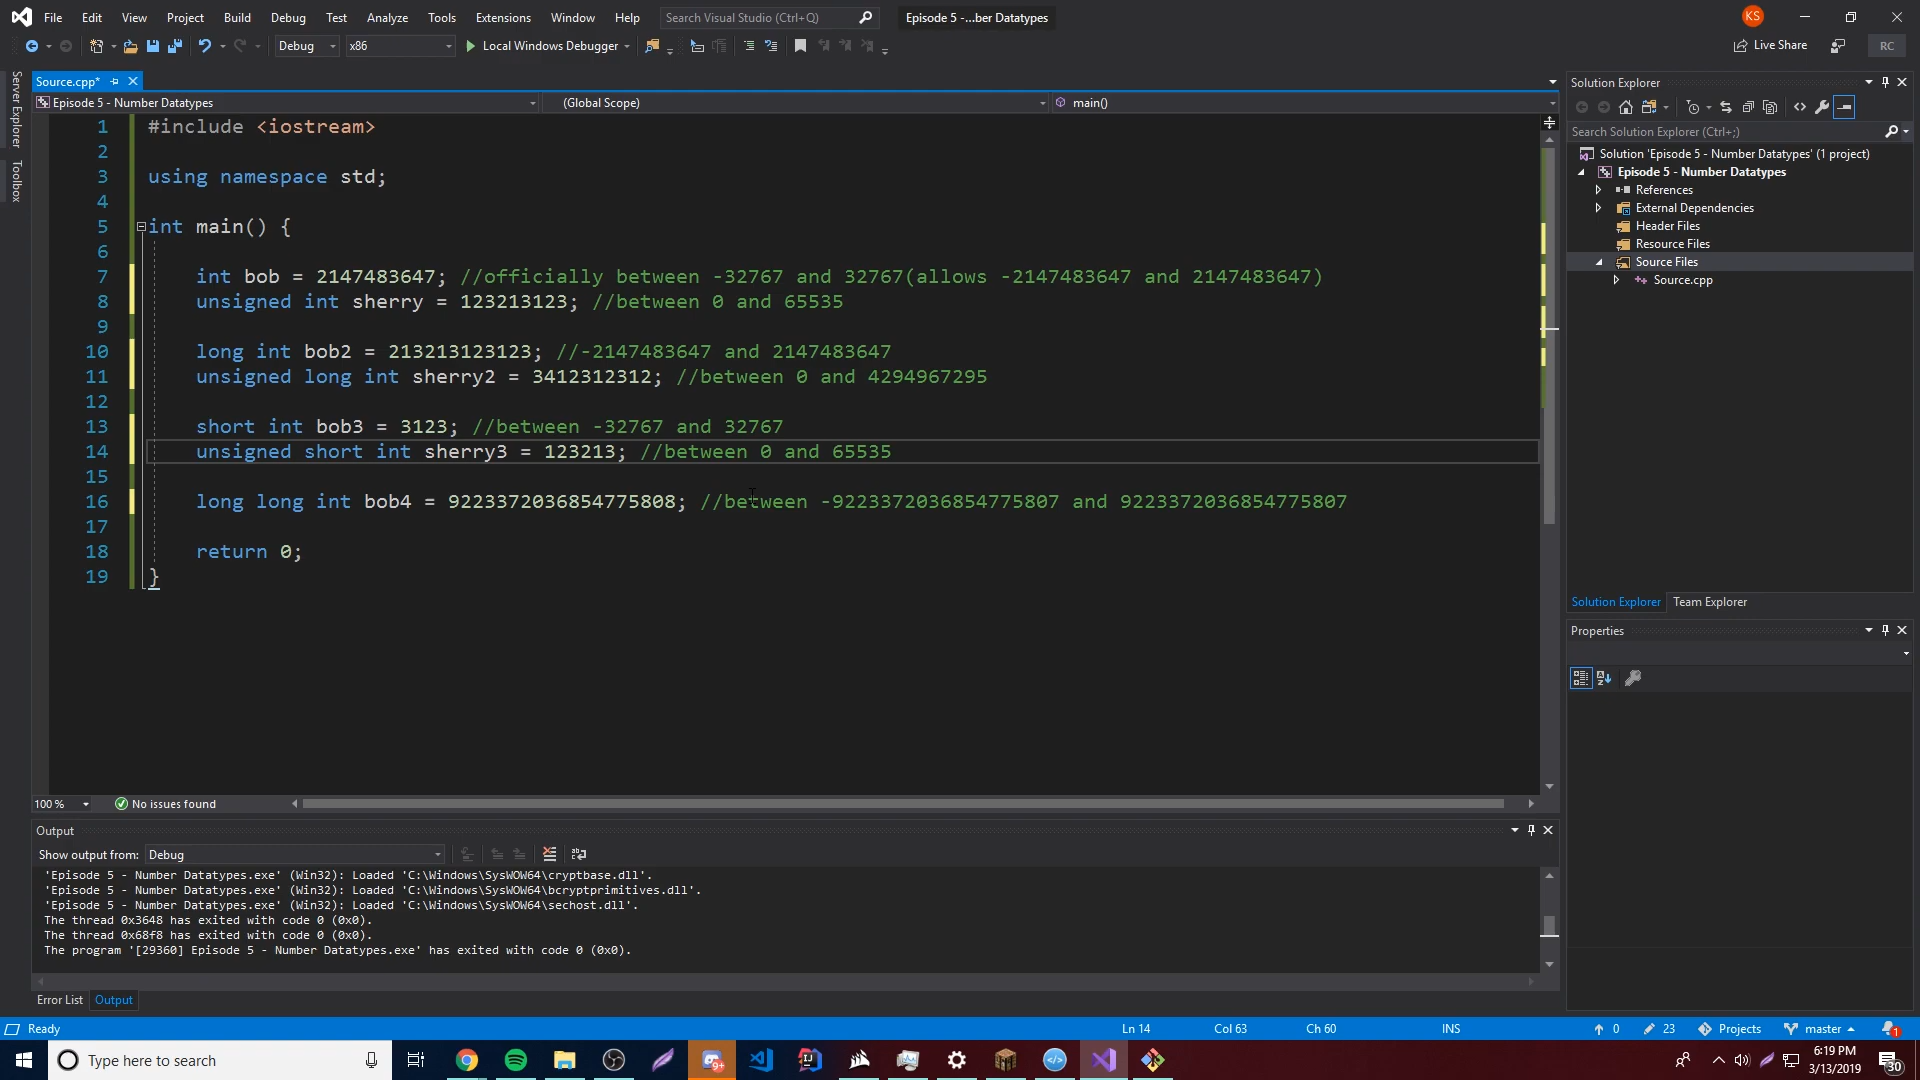 File Edit View Project Build Debug Test Analyze Tools Extensions Window Help Search Visual Studio (Ctrl+Q) Episode 5 -...ber Datatypes KS
Debug x86 Local Windows Debugger Live Share RC
Server Explorer
Toolbox
Source.cpp*
Episode 5 - Number Datatypes (Global Scope) main()
1 #include <iostream>
2
3 using namespace std;
4
5 int main() {
6
7 int bob = 2147483647; //officially between -32767 and 32767(allows -2147483647 and 2147483647)
8 unsigned int sherry = 123213123; //between 0 and 65535
9
10 long int bob2 = 213213123123; //-2147483647 and 2147483647
11 unsigned long int sherry2 = 3412312312; //between 0 and 4294967295
12
13 short int bob3 = 3123; //between -32767 and 32767
14 unsigned short int sherry3 = 123213; //between 0 and 65535
15
16 long long int bob4 = 9223372036854775808; //between -9223372036854775807 and 9223372036854775807
17
18 return 0;
19 }
100 % No issues found
Output
Show output from: Debug
'Episode 5 - Number Datatypes.exe' (Win32): Loaded 'C:\Windows\SysWOW64\cryptbase.dll'.
'Episode 5 - Number Datatypes.exe' (Win32): Loaded 'C:\Windows\SysWOW64\bcryptprimitives.dll'.
'Episode 5 - Number Datatypes.exe' (Win32): Loaded 'C:\Windows\SysWOW64\sechost.dll'.
The thread 0x3648 has exited with code 0 (0x0).
The thread 0x68f8 has exited with code 0 (0x0).
The program '[29360] Episode 5 - Number Datatypes.exe' has exited with code 0 (0x0).
Error List Output
Solution Explorer
Search Solution Explorer (Ctrl+;)
Solution 'Episode 5 - Number Datatypes' (1 project)
Episode 5 - Number Datatypes
References
External Dependencies
Header Files
Resource Files
Source Files
Source.cpp
Solution Explorer Team Explorer
Properties
Ready Ln 14 Col 63 Ch 60 INS 0 23 Projects master 1
Type here to search 9+ 6:19 PM
3/13/2019 30